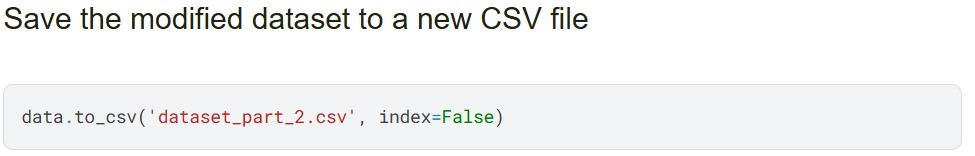 Save the modified dataset to a new CSV file
data.to_csv('dataset_part_2.csv', index=False)